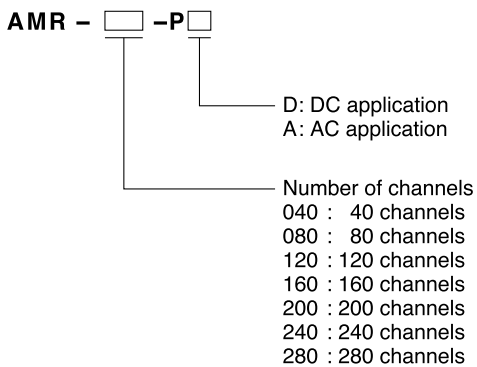 AMR – –P
D: DC application
A: AC application
Number of channels
040 : 40 channels
080 : 80 channels
120 : 120 channels
160 : 160 channels
200 : 200 channels
240 : 240 channels
280 : 280 channels